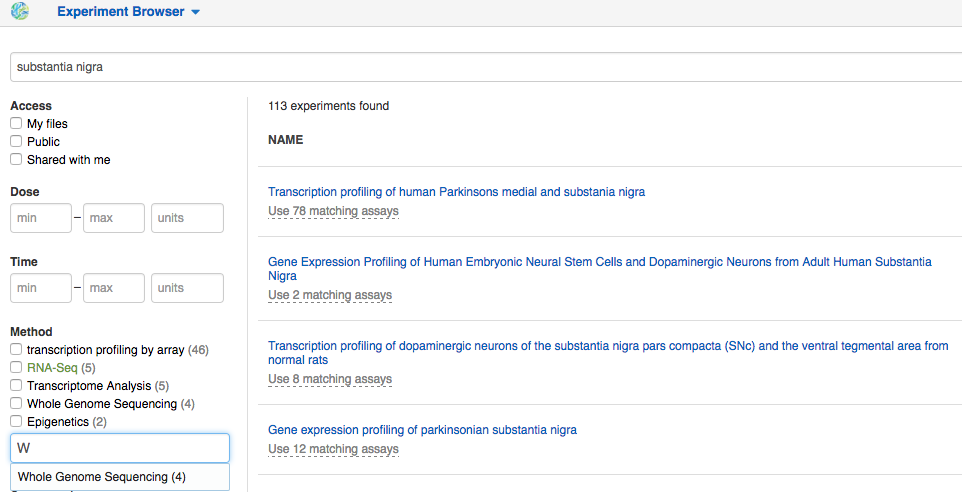 Experiment Browser
substantia nigra
Access
My files
Public
Shared with me
Dose
min – max units
Time
min – max units
Method
transcription profiling by array (46)
RNA-Seq (5)
Transcriptome Analysis (5)
Whole Genome Sequencing (4)
Epigenetics (2)
W
Whole Genome Sequencing (4)
113 experiments found
NAME
Transcription profiling of human Parkinsons medial and substania nigra
Use 78 matching assays
Gene Expression Profiling of Human Embryonic Neural Stem Cells and Dopaminergic Neurons from Adult Human Substantia
Nigra
Use 2 matching assays
Transcription profiling of dopaminergic neurons of the substantia nigra pars compacta (SNc) and the ventral tegmental area from
normal rats
Use 8 matching assays
Gene expression profiling of parkinsonian substantia nigra
Use 12 matching assays